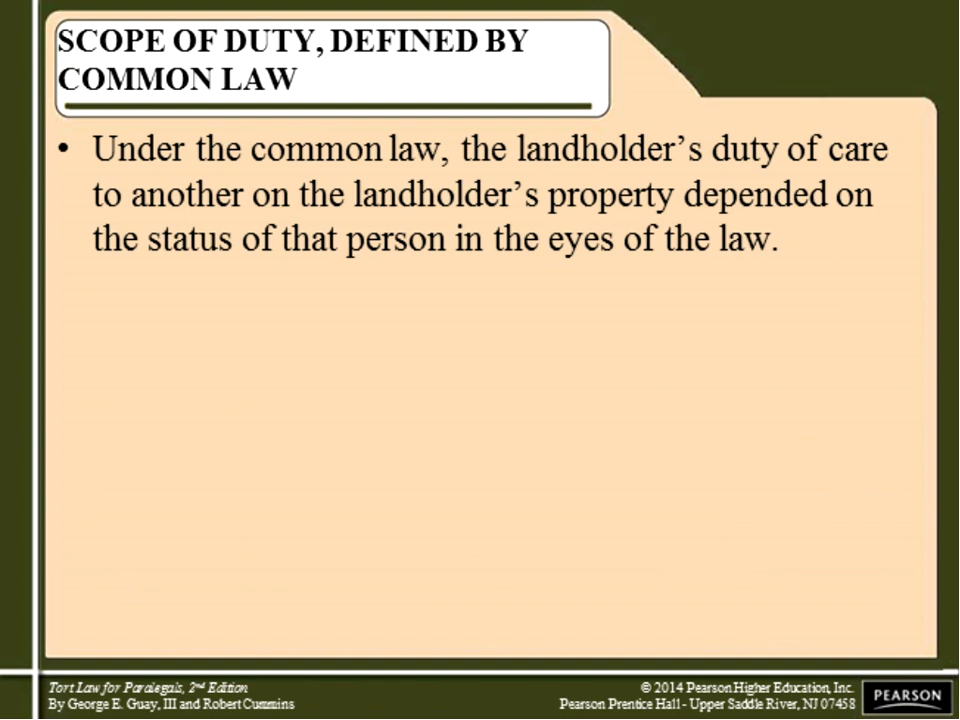 SCOPE OF DUTY, DEFINED BY
COMMON LAW
• Under the common law, the landholder's duty of care
to another on the landholder's property depended on
the status of that person in the eyes of the law.
Tort Law for Paralegals, 2nd Edition
By George E. Guay, III and Robert Cummins
© 2014 Pearson Higher Education, Inc.
Pearson Prentice Hall - Upper Saddle River, NJ 07458
PEARSON